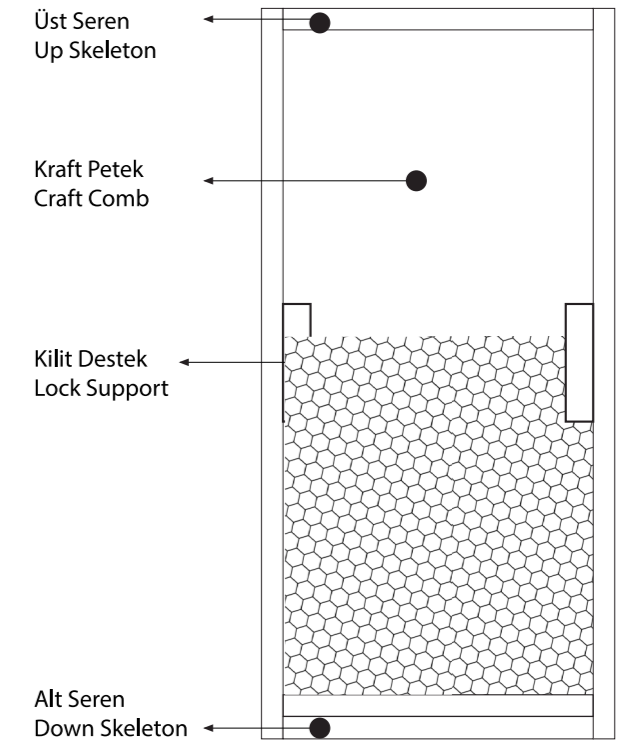 Üst Seren
Up Skeleton
Kraft Petek
Craft Comb
Kilit Destek
Lock Support
Alt Seren
Down Skeleton